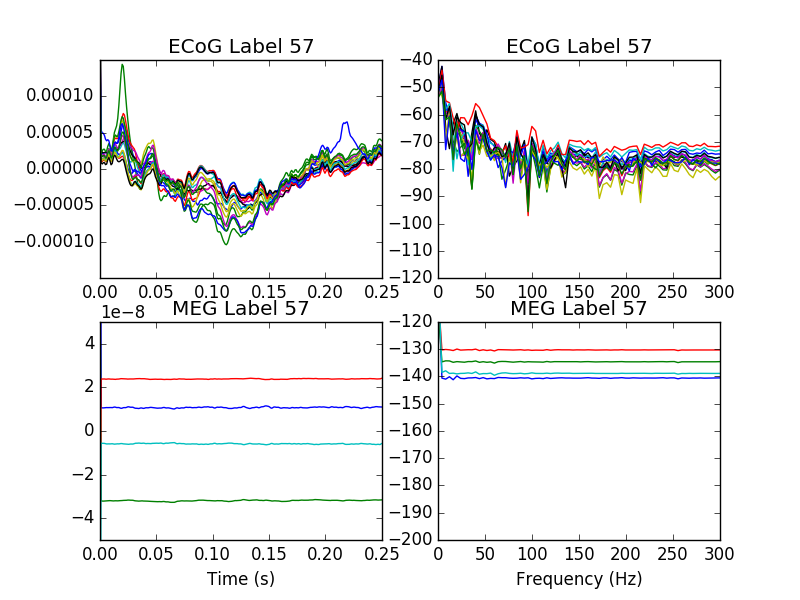 ECoG Label 57
0.00010
0.00005
0.00000
−0.00005
−0.00010
0.00 0.05 0.10 0.15 0.20 0.25
ECoG Label 57
−40
−50
−60
−70
−80
−90
−100
−110
−120
0 50 100 150 200 250 300
MEG Label 57
1e−8
4
2
0
−2
−4
0.00 0.05 0.10 0.15 0.20 0.25
Time (s)
MEG Label 57
−120
−130
−140
−150
−160
−170
−180
−190
−200
0 50 100 150 200 250 300
Frequency (Hz)